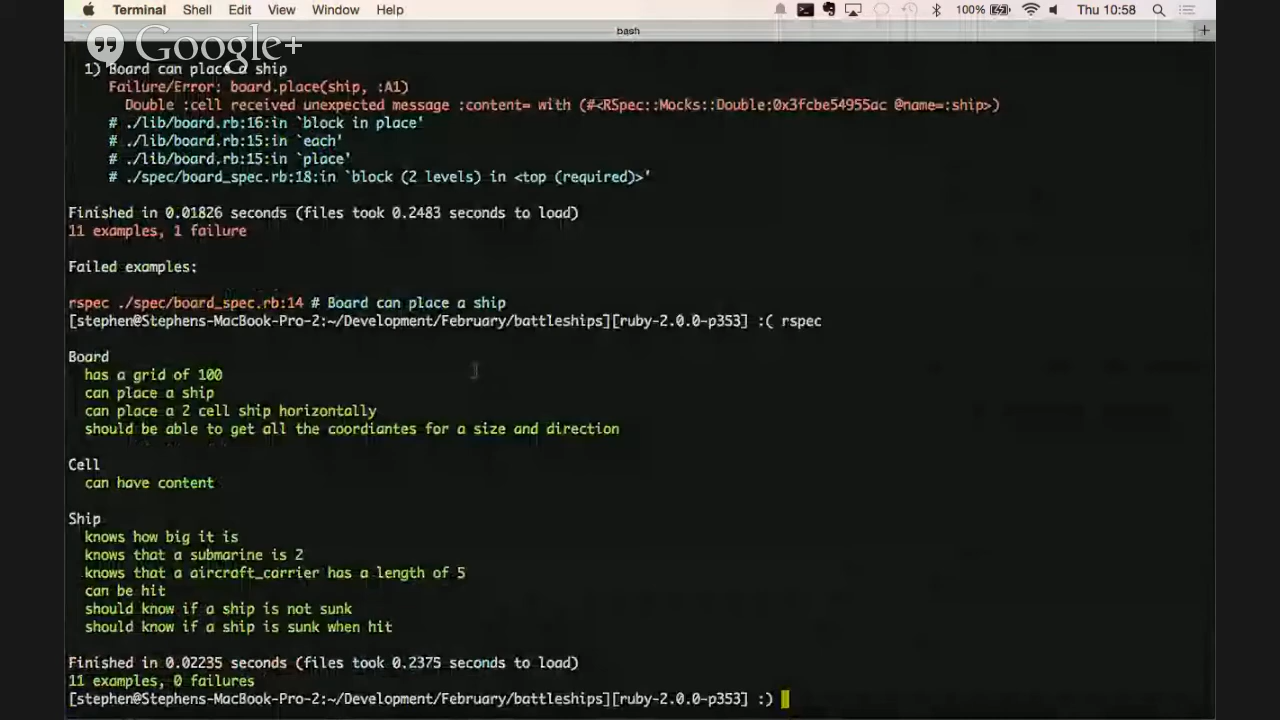 Terminal Shell Edit View Window Help 100% Thu 10:58
bash
Google+
1) Board can place a ship
Failure/Error: board.place(ship, :A1)
Double :cell received unexpected message :content= with (#<RSpec::Mocks::Double:0x3fcbe54955ac @name=:ship>)
# ./lib/board.rb:16:in `block in place'
# ./lib/board.rb:15:in `each'
# ./lib/board.rb:15:in `place'
# ./spec/board_spec.rb:18:in `block (2 levels) in <top (required)>'
Finished in 0.01826 seconds (files took 0.2483 seconds to load)
11 examples, 1 failure
Failed examples:
rspec ./spec/board_spec.rb:14 # Board can place a ship
[stephen@Stephens-MacBook-Pro-2:~/Development/February/battleships][ruby-2.0.0-p353] :( rspec
Board
has a grid of 100
can place a ship
can place a 2 cell ship horizontally
should be able to get all the coordiantes for a size and direction
Cell
can have content
Ship
knows how big it is
knows that a submarine is 2
knows that a aircraft_carrier has a length of 5
can be hit
should know if a ship is not sunk
should know if a ship is sunk when hit
Finished in 0.02235 seconds (files took 0.2375 seconds to load)
11 examples, 0 failures
[stephen@Stephens-MacBook-Pro-2:~/Development/February/battleships][ruby-2.0.0-p353] :)